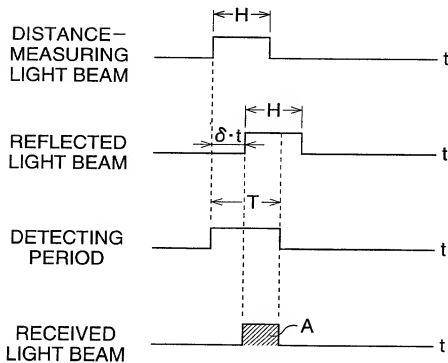 H
DISTANCE-
MEASURING
LIGHT BEAM
t
H
REFLECTED
LIGHT BEAM
δ·t
t
T
DETECTING
PERIOD
t
A
RECEIVED
LIGHT BEAM
t